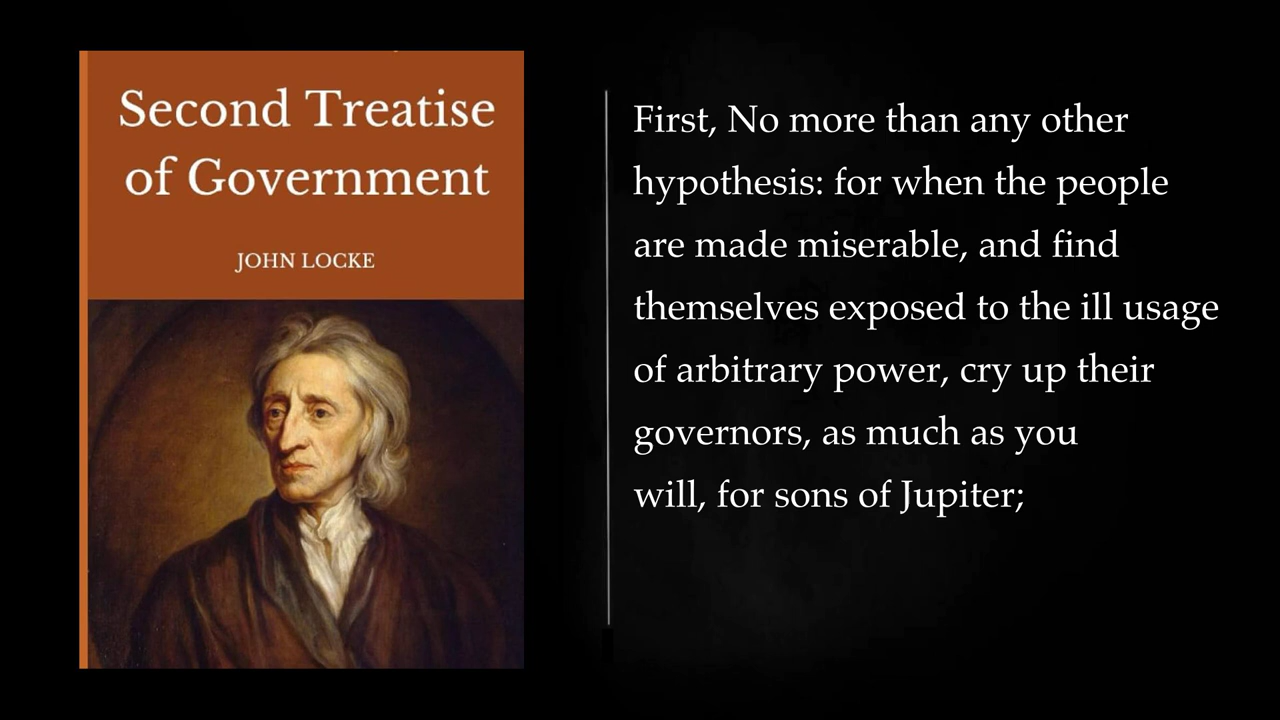 Second Treatise
of Government
JOHN LOCKE
First, No more than any other
hypothesis: for when the people
are made miserable, and find
themselves exposed to the ill usage
of arbitrary power, cry up their
governors, as much as you
will, for sons of Jupiter;